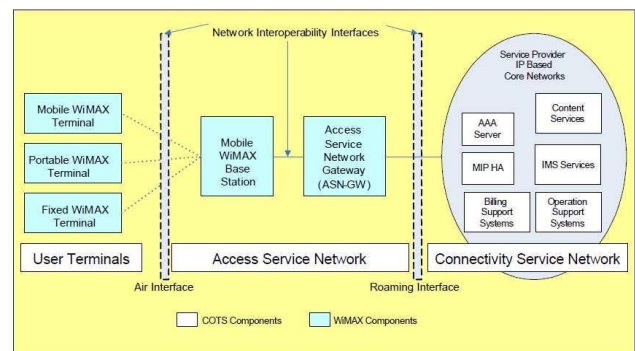 Network Interoperability Interfaces
Service Provider
IP Based
Core Networks
Mobile WiMAX
Terminal
Portable WiMAX
Terminal
Fixed WiMAX
Terminal
Mobile
WiMAX
Base
Station
Access
Service
Network
Gateway
(ASN-GW)
AAA
Server
Content
Services
MIP HA
IMS Services
Billing
Support
Systems
Operation
Support
Systems
User Terminals
Access Service Network
Connectivity Service Network
Air Interface
Roaming Interface
COTS Components
WiMAX Components